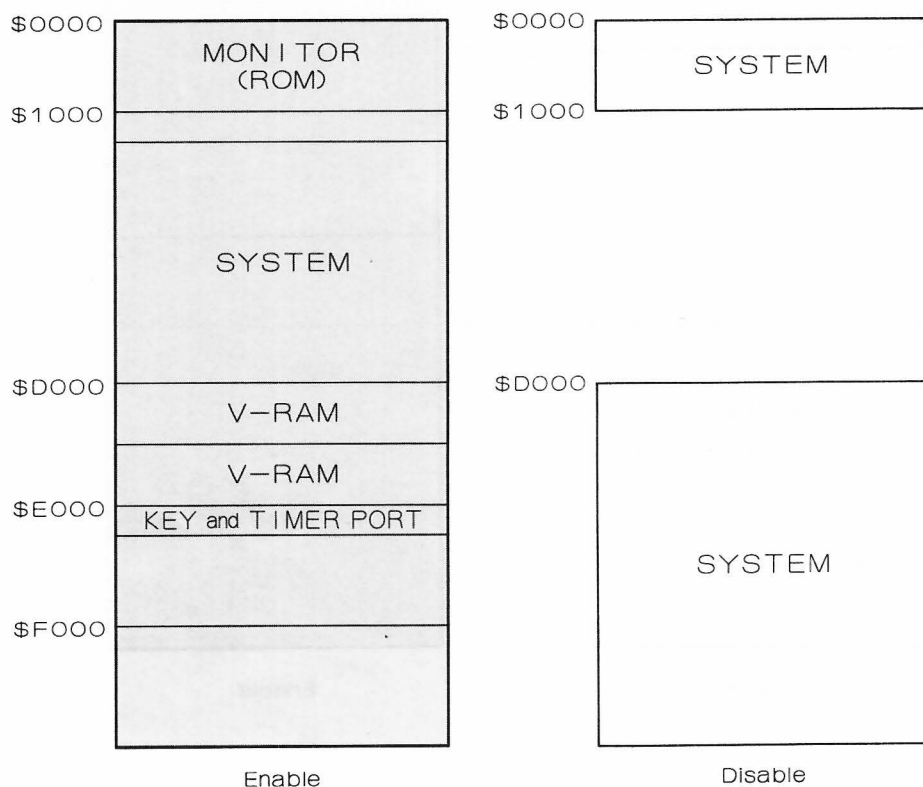 $0000
MONITOR
(ROM)
$1000
SYSTEM
$D000
V-RAM
V-RAM
$E000
KEY and TIMER PORT
$F000
Enable
$0000
SYSTEM
$1000
$D000
SYSTEM
Disable